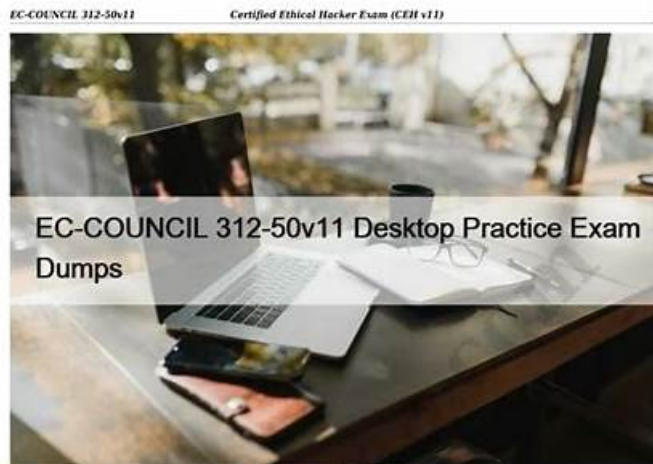 EC-COUNCIL 312-50v11 Certified Ethical Hacker Exam (CEH v11)
EC-COUNCIL 312-50v11 Desktop Practice Exam
Dumps